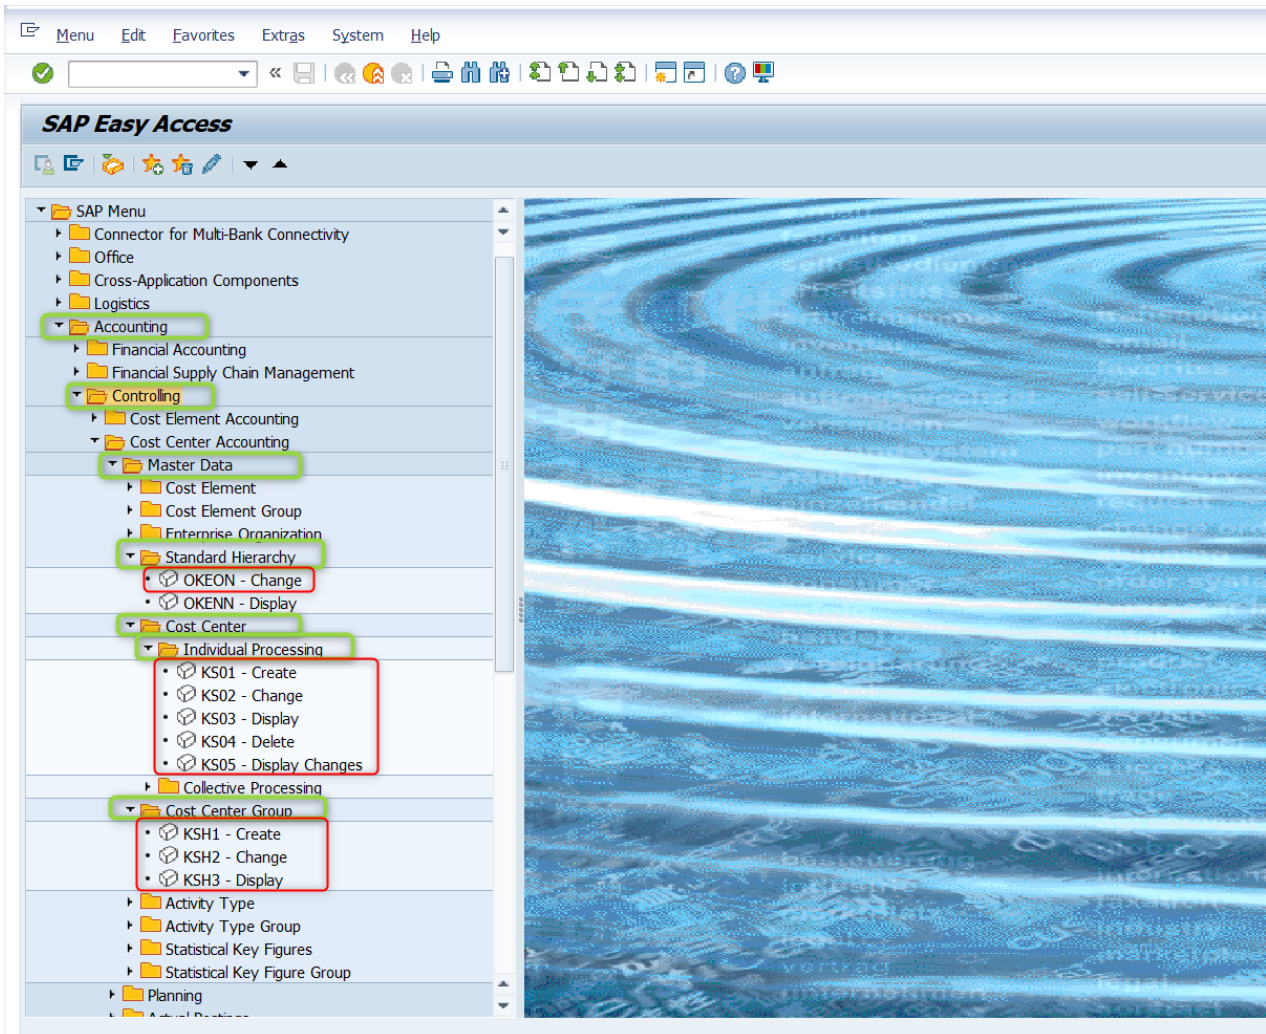 Menu Edit Favorites Extras System Help
SAP Easy Access
SAP Menu
Connector for Multi-Bank Connectivity
Office
Cross-Application Components
Logistics
Accounting
Financial Accounting
Financial Supply Chain Management
Controlling
Cost Element Accounting
Cost Center Accounting
Master Data
Cost Element
Cost Element Group
Enterprise Organization
Standard Hierarchy
OKEON - Change
OKENN - Display
Cost Center
Individual Processing
KS01 - Create
KS02 - Change
KS03 - Display
KS04 - Delete
KS05 - Display Changes
Collective Processing
Cost Center Group
KSH1 - Create
KSH2 - Change
KSH3 - Display
Activity Type
Activity Type Group
Statistical Key Figures
Statistical Key Figure Group
Planning